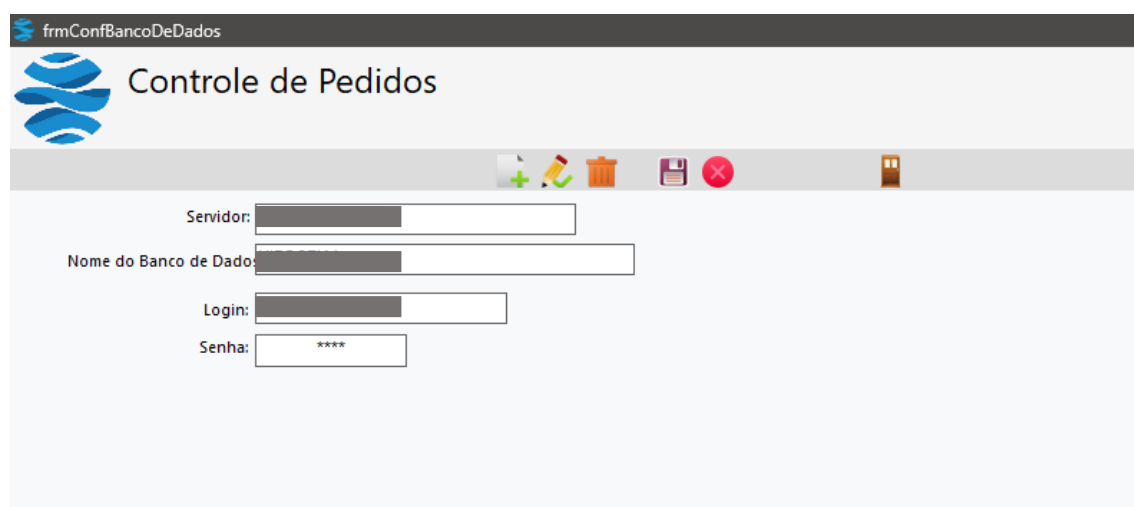 frmConfBancoDeDados
Controle de Pedidos
Servidor:
Nome do Banco de Dados
Login:
Senha: ****